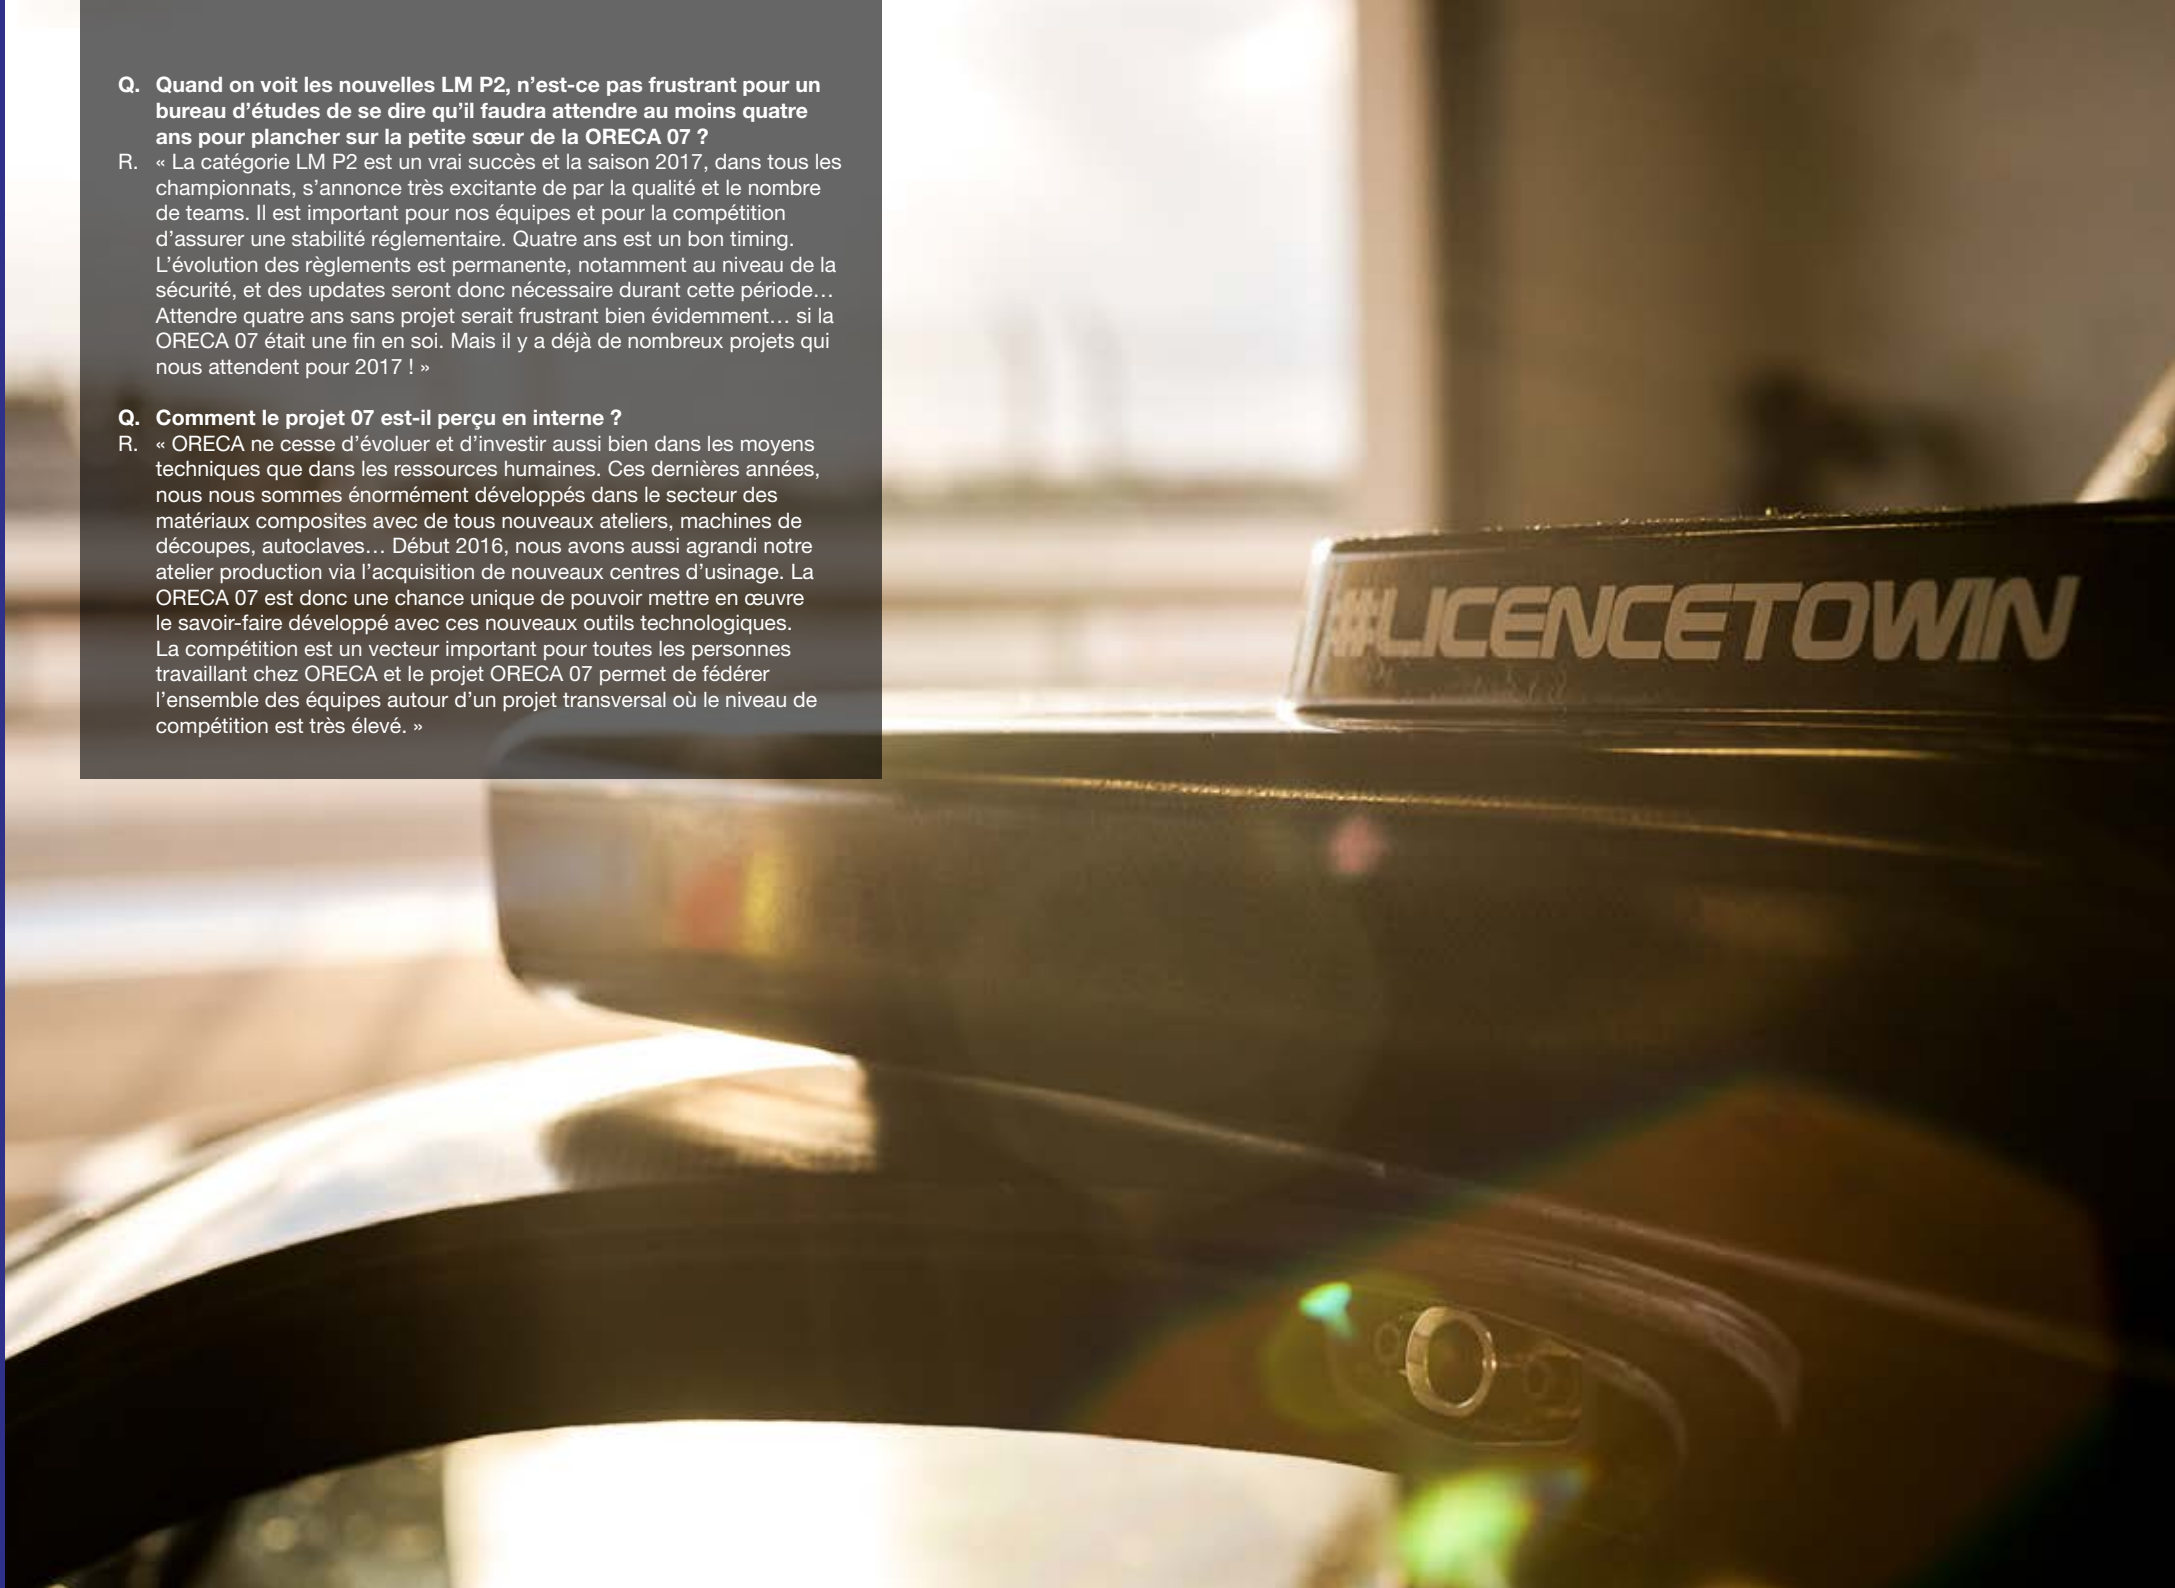 Q. Quand on voit les nouvelles LM P2, n’est-ce pas frustrant pour un
bureau d’études de se dire qu’il faudra attendre au moins quatre
ans pour plancher sur la petite sœur de la ORECA 07 ?
R. « La catégorie LM P2 est un vrai succès et la saison 2017, dans tous les
championnats, s’annonce très excitante de par la qualité et le nombre
de teams. Il est important pour nos équipes et pour la compétition
d’assurer une stabilité réglementaire. Quatre ans est un bon timing.
L’évolution des règlements est permanente, notamment au niveau de la
sécurité, et des updates seront donc nécessaire durant cette période…
Attendre quatre ans sans projet serait frustrant bien évidemment… si la
ORECA 07 était une fin en soi. Mais il y a déjà de nombreux projets qui
nous attendent pour 2017 ! »
Q. Comment le projet 07 est-il perçu en interne ?
R. « ORECA ne cesse d’évoluer et d’investir aussi bien dans les moyens
techniques que dans les ressources humaines. Ces dernières années,
nous nous sommes énormément développés dans le secteur des
matériaux composites avec de tous nouveaux ateliers, machines de
découpes, autoclaves… Début 2016, nous avons aussi agrandi notre
atelier production via l’acquisition de nouveaux centres d’usinage. La
ORECA 07 est donc une chance unique de pouvoir mettre en œuvre
le savoir-faire développé avec ces nouveaux outils technologiques.
La compétition est un vecteur important pour toutes les personnes
travaillant chez ORECA et le projet ORECA 07 permet de fédérer
l’ensemble des équipes autour d’un projet transversal où le niveau de
compétition est très élevé. »
#LICENCETOWIN